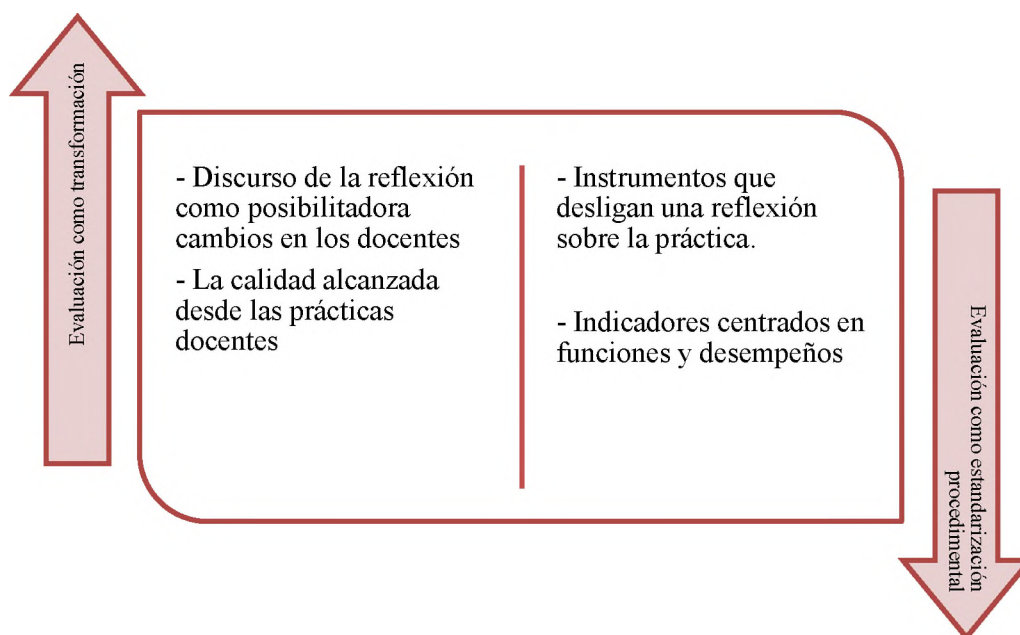 Evaluación como transformación
- Discurso de la reflexión
como posibilitadora
cambios en los docentes
- La calidad alcanzada
desde las prácticas
docentes
- Instrumentos que
desligan una reflexión
sobre la práctica.
- Indicadores centrados en
funciones y desempeños
Evaluación como estandarización
procedimental